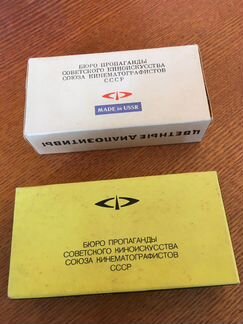 БЮРО ПРОПАГАНДЫ
СОВЕТСКОГО КИНОИСКУССТВА
СОЮЗА КИНЕМАТОГРАФИСТОВ
СССР
MADE IN USSR
ЦВЕТНЫЕ ДИАПОЗИТИВЫ
БЮРО ПРОПАГАНДЫ
СОВЕТСКОГО КИНОИСКУССТВА
СОЮЗА КИНЕМАТОГРАФИСТОВ
СССР